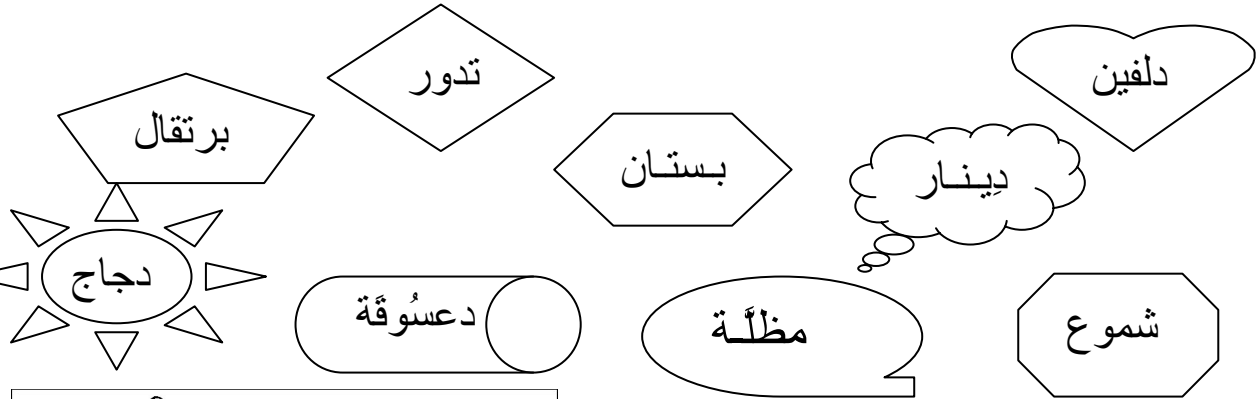 دلفين
تدور
برتقال
بستان
دِينار
دجاج
دعسُوقَة
مظلَّة
شموع